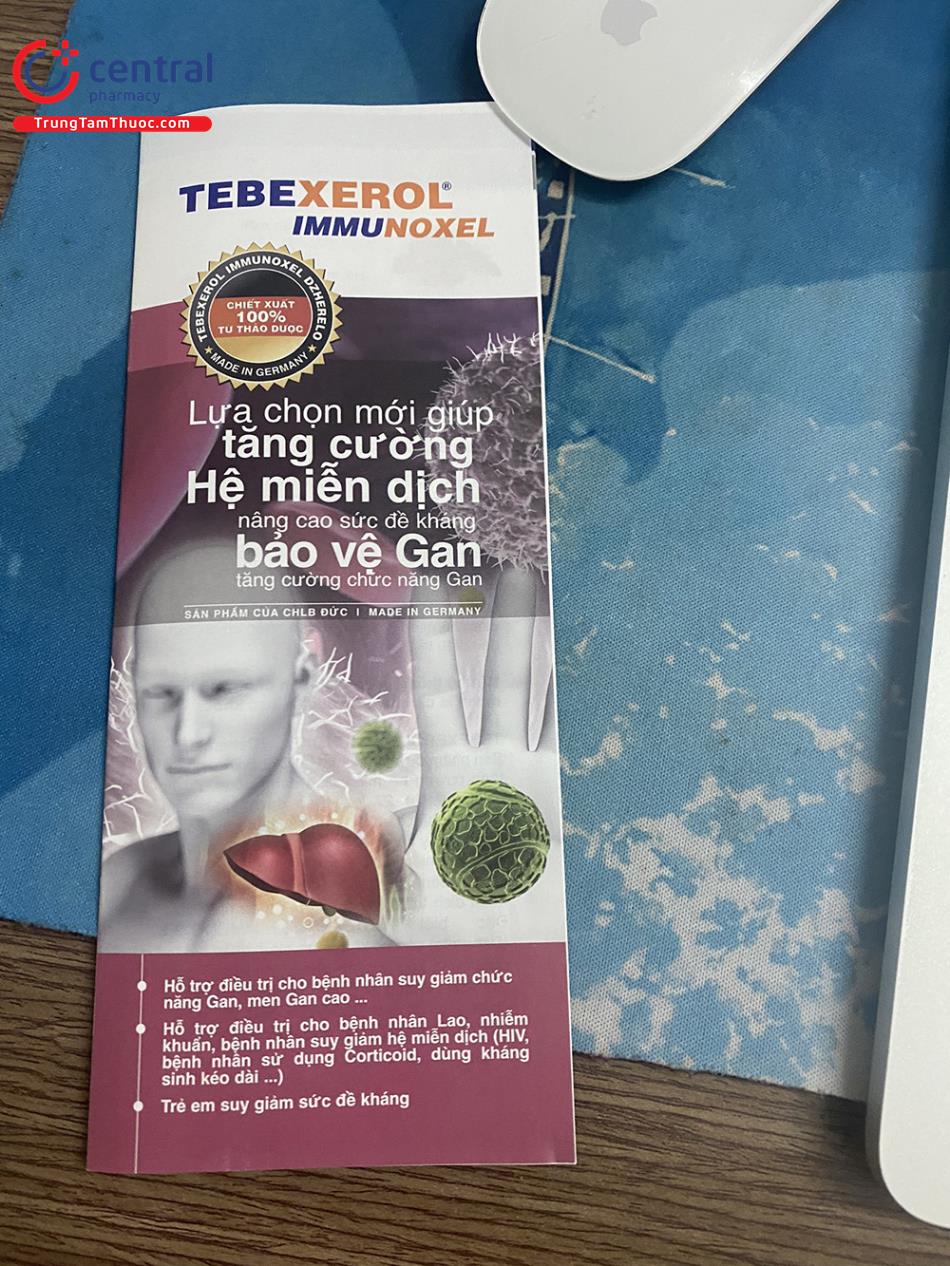 central
pharmacy
TrungTamThuoc.com
TEBEXEROL®
IMMUNOXEL
TEBEXEROL IMMUNOXEL DZHERELO
CHIẾT XUẤT
100%
TỪ THẢO DƯỢC
★ MADE IN GERMANY ★
Lựa chọn mới giúp
tăng cường
Hệ miễn dịch
nâng cao sức đề kháng
bảo vệ Gan
tăng cường chức năng Gan
SẢN PHẨM CỦA CHLB ĐỨC | MADE IN GERMANY
Hỗ trợ điều trị cho bệnh nhân suy giảm chức
năng Gan, men Gan cao ...
Hỗ trợ điều trị cho bệnh nhân Lao, nhiễm
khuẩn, bệnh nhân suy giảm hệ miễn dịch (HIV,
bệnh nhân sử dụng Corticoid, dùng kháng
sinh kéo dài ...)
Trẻ em suy giảm sức đề kháng